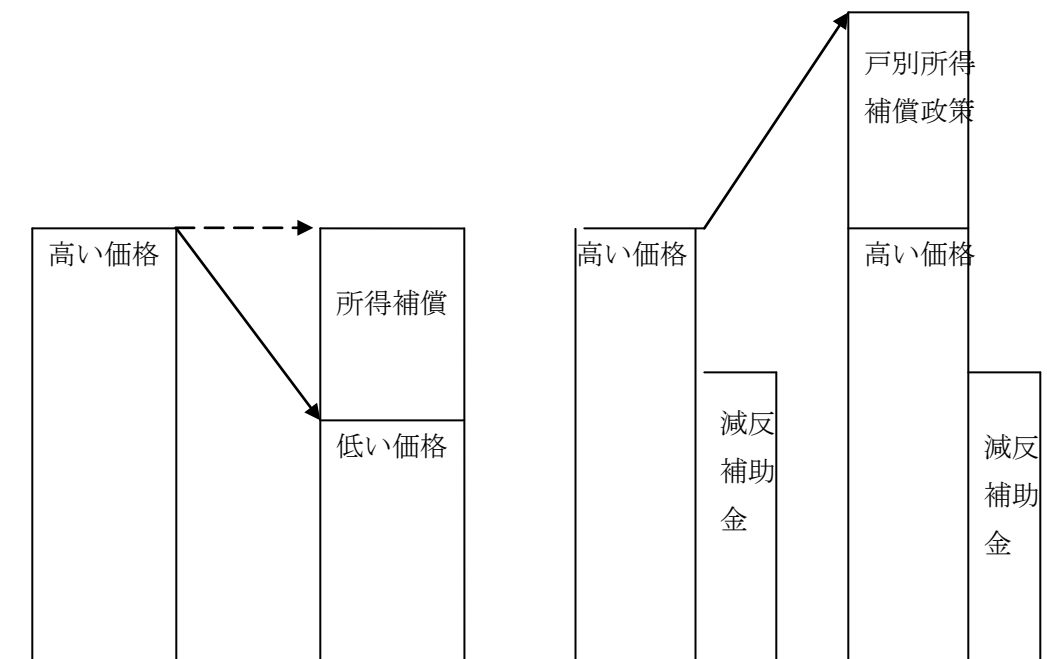 高い価格
所得補償
低い価格
高い価格
減反
補助
金
戸別所得
補償政策
高い価格
減反
補助
金